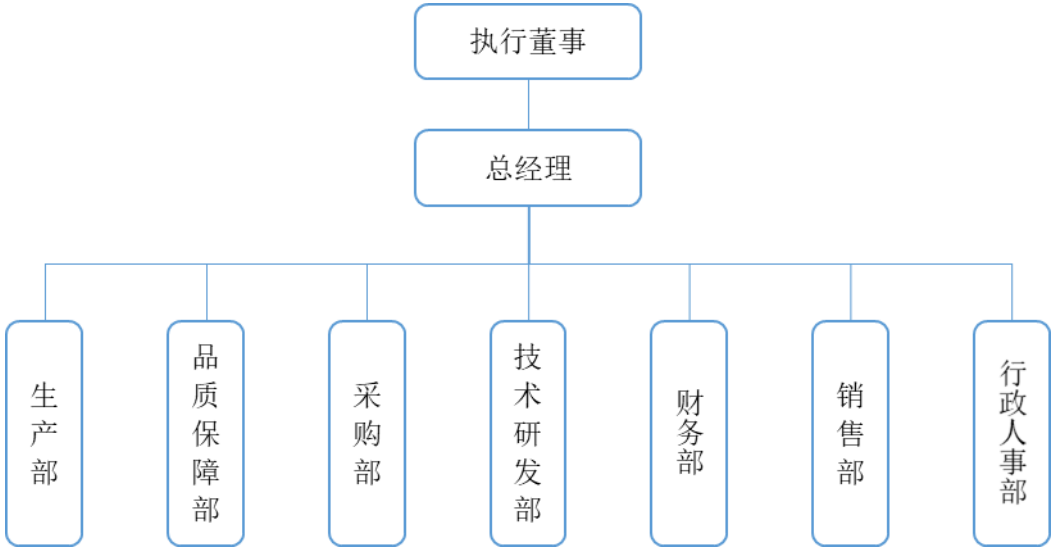 执行董事
总经理
生产部
品质保障部
采购部
技术研发部
财务部
销售部
行政人事部